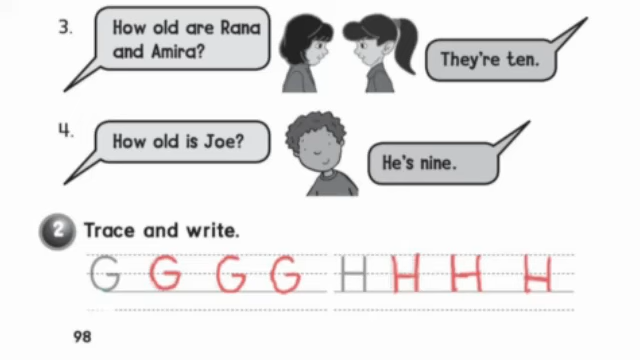 3.
How old are Rana
and Amira?
They're ten.
4.
How old is Joe?
He's nine.
2 Trace and write.
G G G G H H H H
98